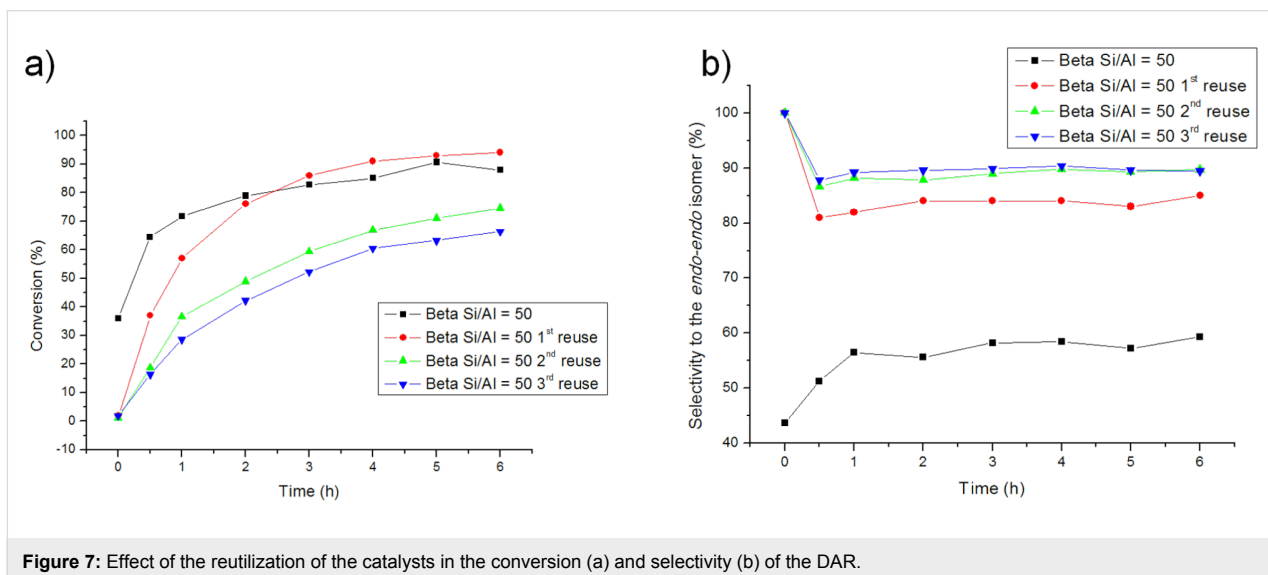 a)
Conversion (%)
100
90
80
70
60
50
40
30
20
10
0
-10
0 1 2 3 4 5 6
Time (h)
Beta Si/Al = 50
Beta Si/Al = 50 1st reuse
Beta Si/Al = 50 2nd reuse
Beta Si/Al = 50 3rd reuse
b)
Beta Si/Al = 50
Beta Si/Al = 50 1st reuse
Beta Si/Al = 50 2nd reuse
Beta Si/Al = 50 3rd reuse
Selectivity to the endo-endo isomer (%)
100
90
80
70
60
50
40
0 1 2 3 4 5 6
Time (h)
Figure 7: Effect of the reutilization of the catalysts in the conversion (a) and selectivity (b) of the DAR.